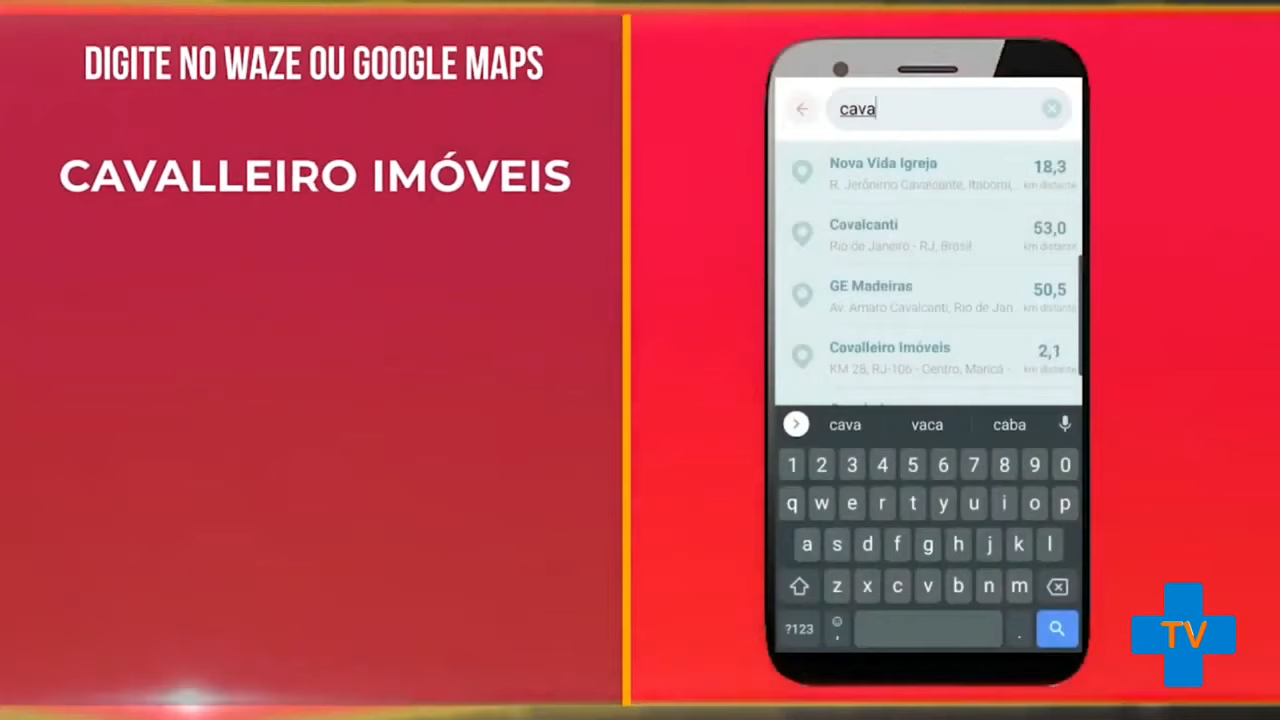 DIGITE NO WAZE OU GOOGLE MAPS
CAVALLEIRO IMÓVEIS
cava
Nova Vida Igreja
18,3
R. Jerônimo Cavalcante, Itaboraí,..
km distante
Cavalcanti
53,0
Rio de Janeiro - RJ, Brasil
km distante
GE Madeiras
50,5
Av. Amaro Cavalcanti, Rio de Jan
km distante
Cavalleiro Imóveis
2,1
KM 28, RJ-106 - Centro, Maricá -
km distante
cava vaca caba
1 2 3 4 5 6 7 8 9 0
q w e r t y u i o p
a s d f g h j k l
z x c v b n m
?123 , .
TV